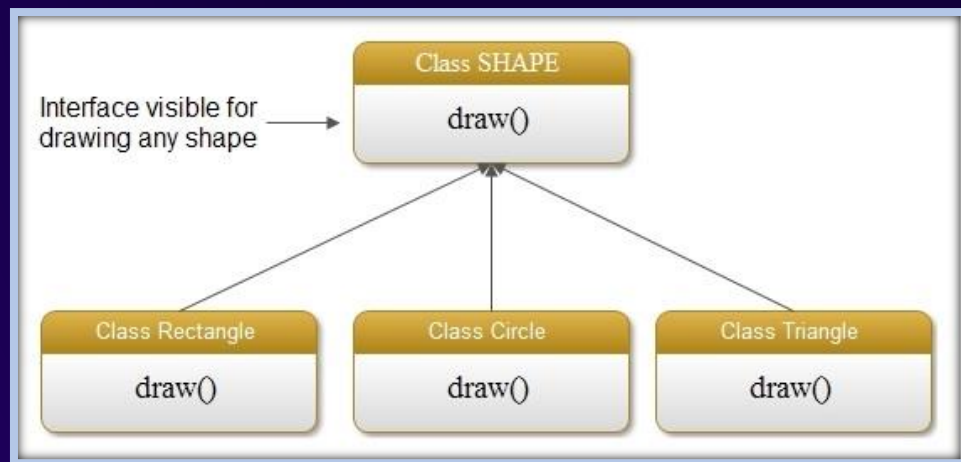 Class SHAPE
draw()
Interface visible for
drawing any shape
Class Rectangle
draw()
Class Circle
draw()
Class Triangle
draw()